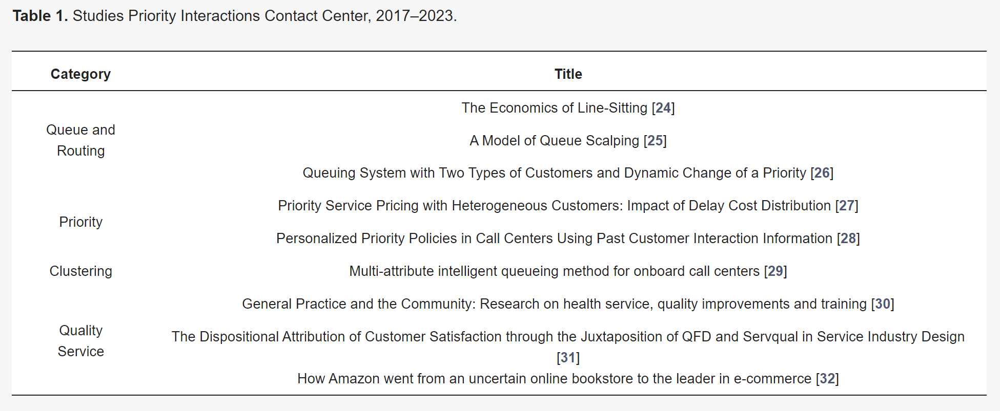 Table 1. Studies Priority Interactions Contact Center, 2017–2023.
Category
Title
Queue and
Routing
The Economics of Line-Sitting [24]
A Model of Queue Scalping [25]
Queuing System with Two Types of Customers and Dynamic Change of a Priority [26]
Priority
Priority Service Pricing with Heterogeneous Customers: Impact of Delay Cost Distribution [27]
Personalized Priority Policies in Call Centers Using Past Customer Interaction Information [28]
Clustering
Multi-attribute intelligent queueing method for onboard call centers [29]
Quality
Service
General Practice and the Community: Research on health service, quality improvements and training [30]
The Dispositional Attribution of Customer Satisfaction through the Juxtaposition of QFD and Servqual in Service Industry Design
[31]
How Amazon went from an uncertain online bookstore to the leader in e-commerce [32]